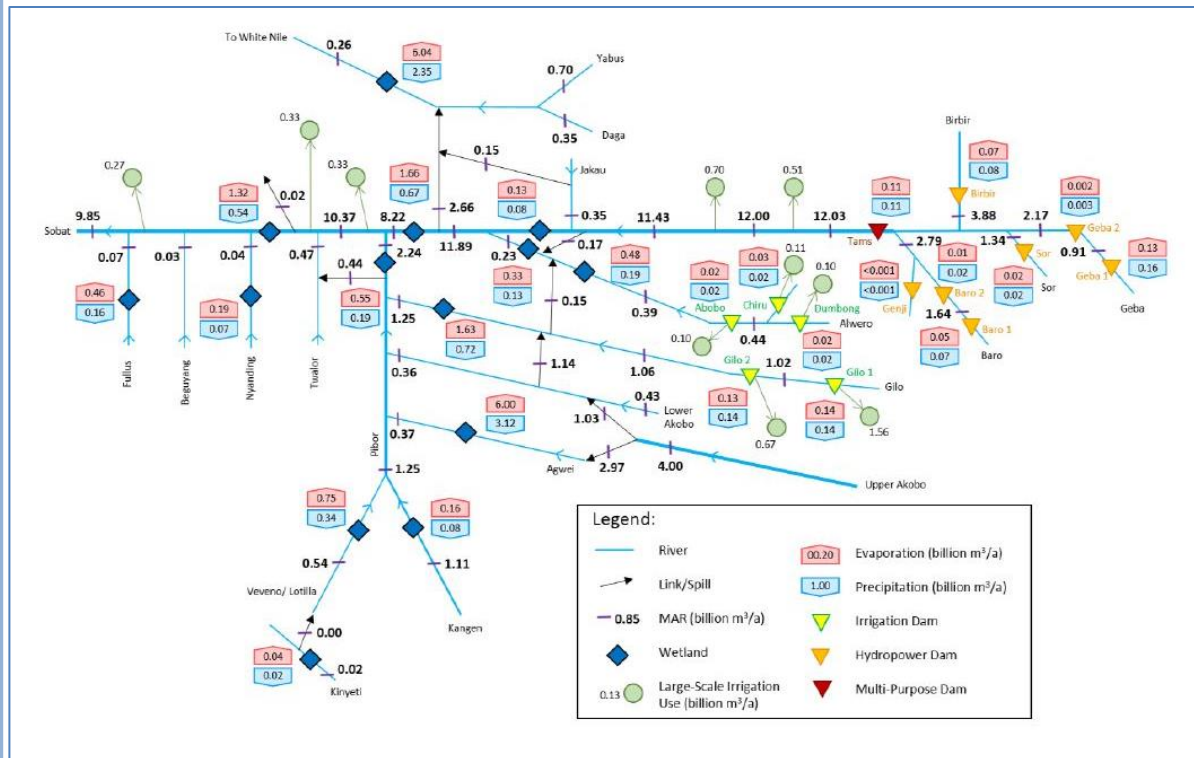 To White Nile
0.26
6.04
2.35
0.70
Yabus
0.35
Daga
0.33
0.15
Jakau
Birbir
0.07
0.08
Birbir
0.27
0.33
1.66
0.67
0.13
0.08
0.70
0.51
0.11
0.11
0.002
0.003
1.32
0.54
0.02
2.66
0.35
3.88
2.17
Geba 2
Sobat
9.85
10.37
8.22
11.89
11.43
12.00
12.03
Tams
0.07
0.03
0.04
0.47
2.24
0.23
0.17
2.79
1.34
Sor
0.91
Geba 1
0.13
0.16
Geba
0.44
0.33
0.13
0.48
0.19
0.02
0.02
0.03
0.02
0.11
0.10
<0.001
<0.001
0.01
0.02
0.02
0.02
Sor
0.46
0.16
0.19
0.07
0.55
0.19
1.25
1.63
0.72
0.15
0.39
Abobo
Chiru
Dumbong
Alwero
0.44
0.10
0.02
0.02
Genji
Baro 2
1.64
Baro 1
Baro
0.05
0.07
Fullus
Beguyang
Nyanding
Twalor
0.36
1.14
1.06
Gilo 2
1.02
Gilo 1
Gilo
0.13
0.14
0.14
0.14
0.67
1.56
0.43
Lower
Akobo
6.00
3.12
1.03
0.37
Pibor
Agwei
2.97
4.00
Upper Akobo
1.25
0.75
0.34
0.16
0.08
0.54
1.11
Veveno/ Lotilla
Kangen
0.00
0.04
0.02
0.02
Kinyeti
Legend:
River
Link/Spill
0.85 MAR (billion m³/a)
Wetland
0.13 Large-Scale Irrigation
Use (billion m³/a)
00.20 Evaporation (billion m³/a)
1.00 Precipitation (billion m³/a)
Irrigation Dam
Hydropower Dam
Multi-Purpose Dam